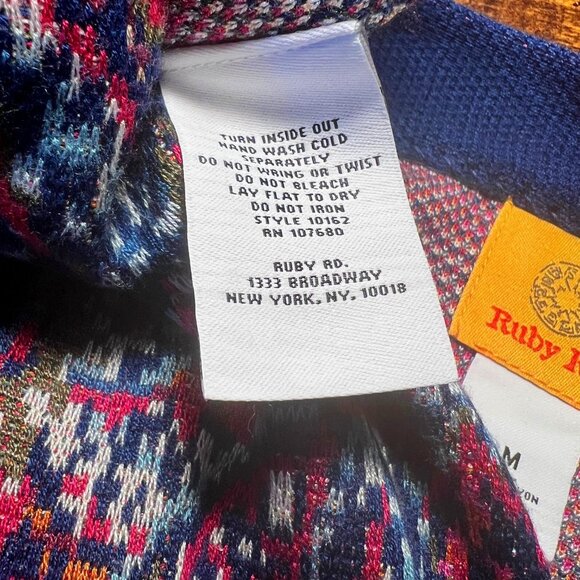 TURN INSIDE OUT
HAND WASH COLD
SEPARATELY
DO NOT WRING OR TWIST
DO NOT BLEACH
LAY FLAT TO DRY
DO NOT IRON
STYLE 10162
RN 107680
RUBY RD.
1333 BROADWAY
NEW YORK, NY. 10018
Ruby
M